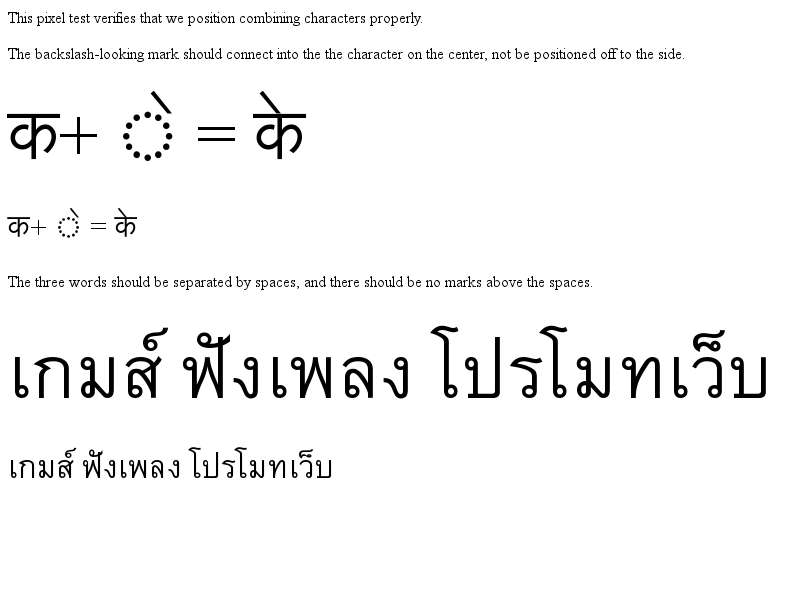 This pixel test verifies that we position combining characters properly.
The backslash-looking mark should connect into the the character on the center, not be positioned off to the side.
क+ े = के
क+ े = के
The three words should be separated by spaces, and there should be no marks above the spaces.
เกมส์ ฟังเพลง โปรโมทเว็บ
เกมส์ ฟังเพลง โปรโมทเว็บ